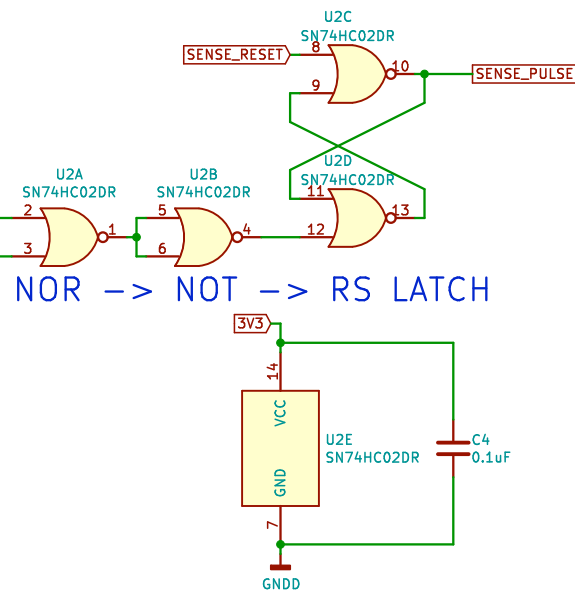 U2C
SN74HC02DR
SENSE_RESET
8
10
SENSE_PULSE
9
U2D
SN74HC02DR
11
13
12
U2A
SN74HC02DR
2
1
3
U2B
SN74HC02DR
5
4
6
NOR -> NOT -> RS LATCH
3V3
14
VCC
U2E
SN74HC02DR
C4
0.1uF
GND
7
GNDD